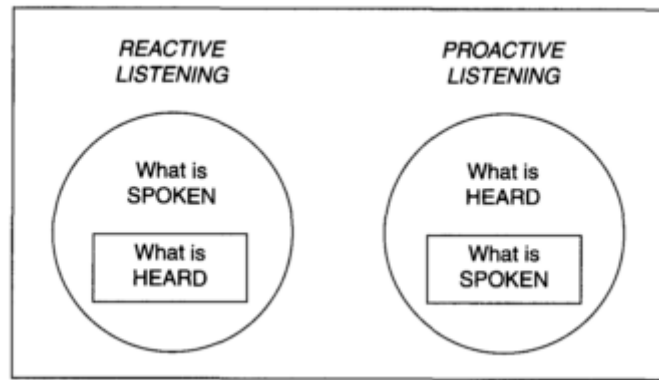 REACTIVE
LISTENING
What is
SPOKEN
What is
HEARD
PROACTIVE
LISTENING
What is
HEARD
What is
SPOKEN